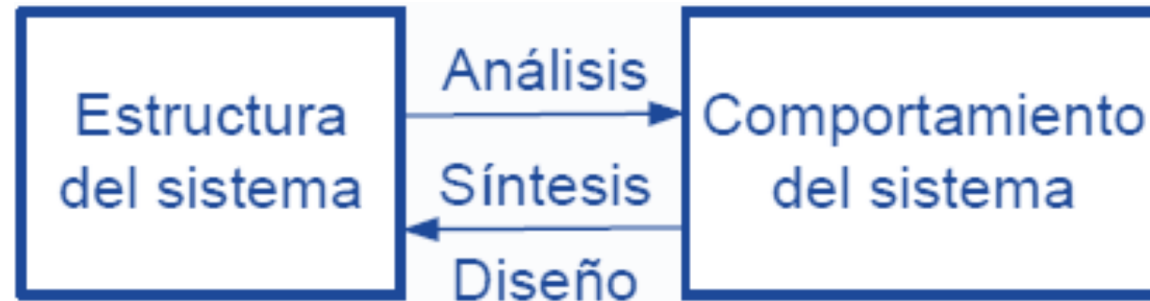 Estructura
del sistema
Análisis
Síntesis
Diseño
Comportamiento
del sistema